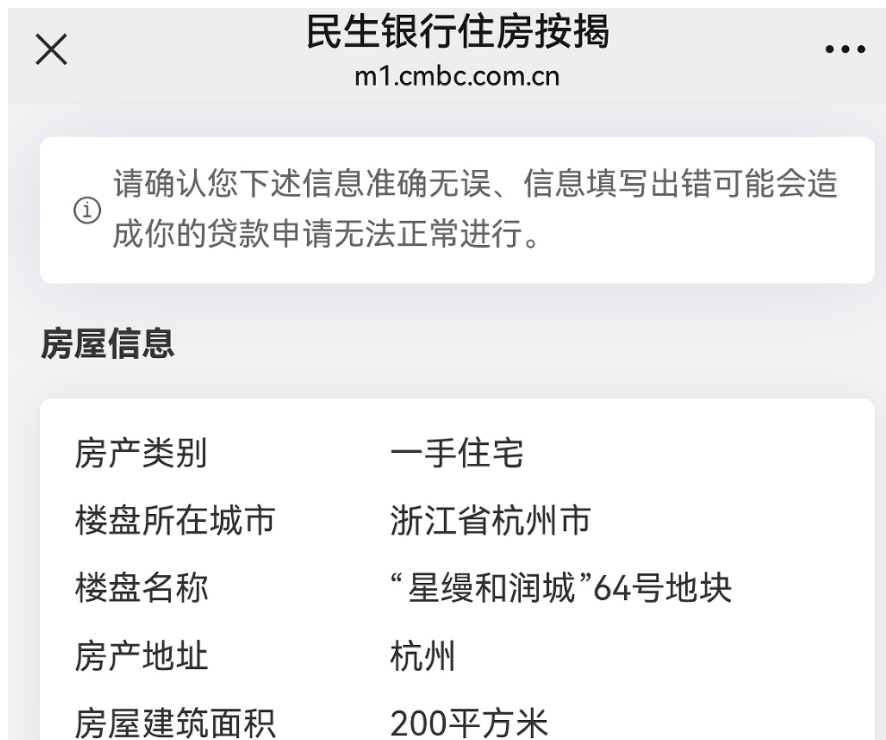 民生银行住房按揭
m1.cmbc.com.cn
请确认您下述信息准确无误、信息填写出错可能会造
成你的贷款申请无法正常进行。
房屋信息
房产类别 一手住宅
楼盘所在城市 浙江省杭州市
楼盘名称 “星缦和润城”64号地块
房产地址 杭州
房屋建筑面积 200平方米